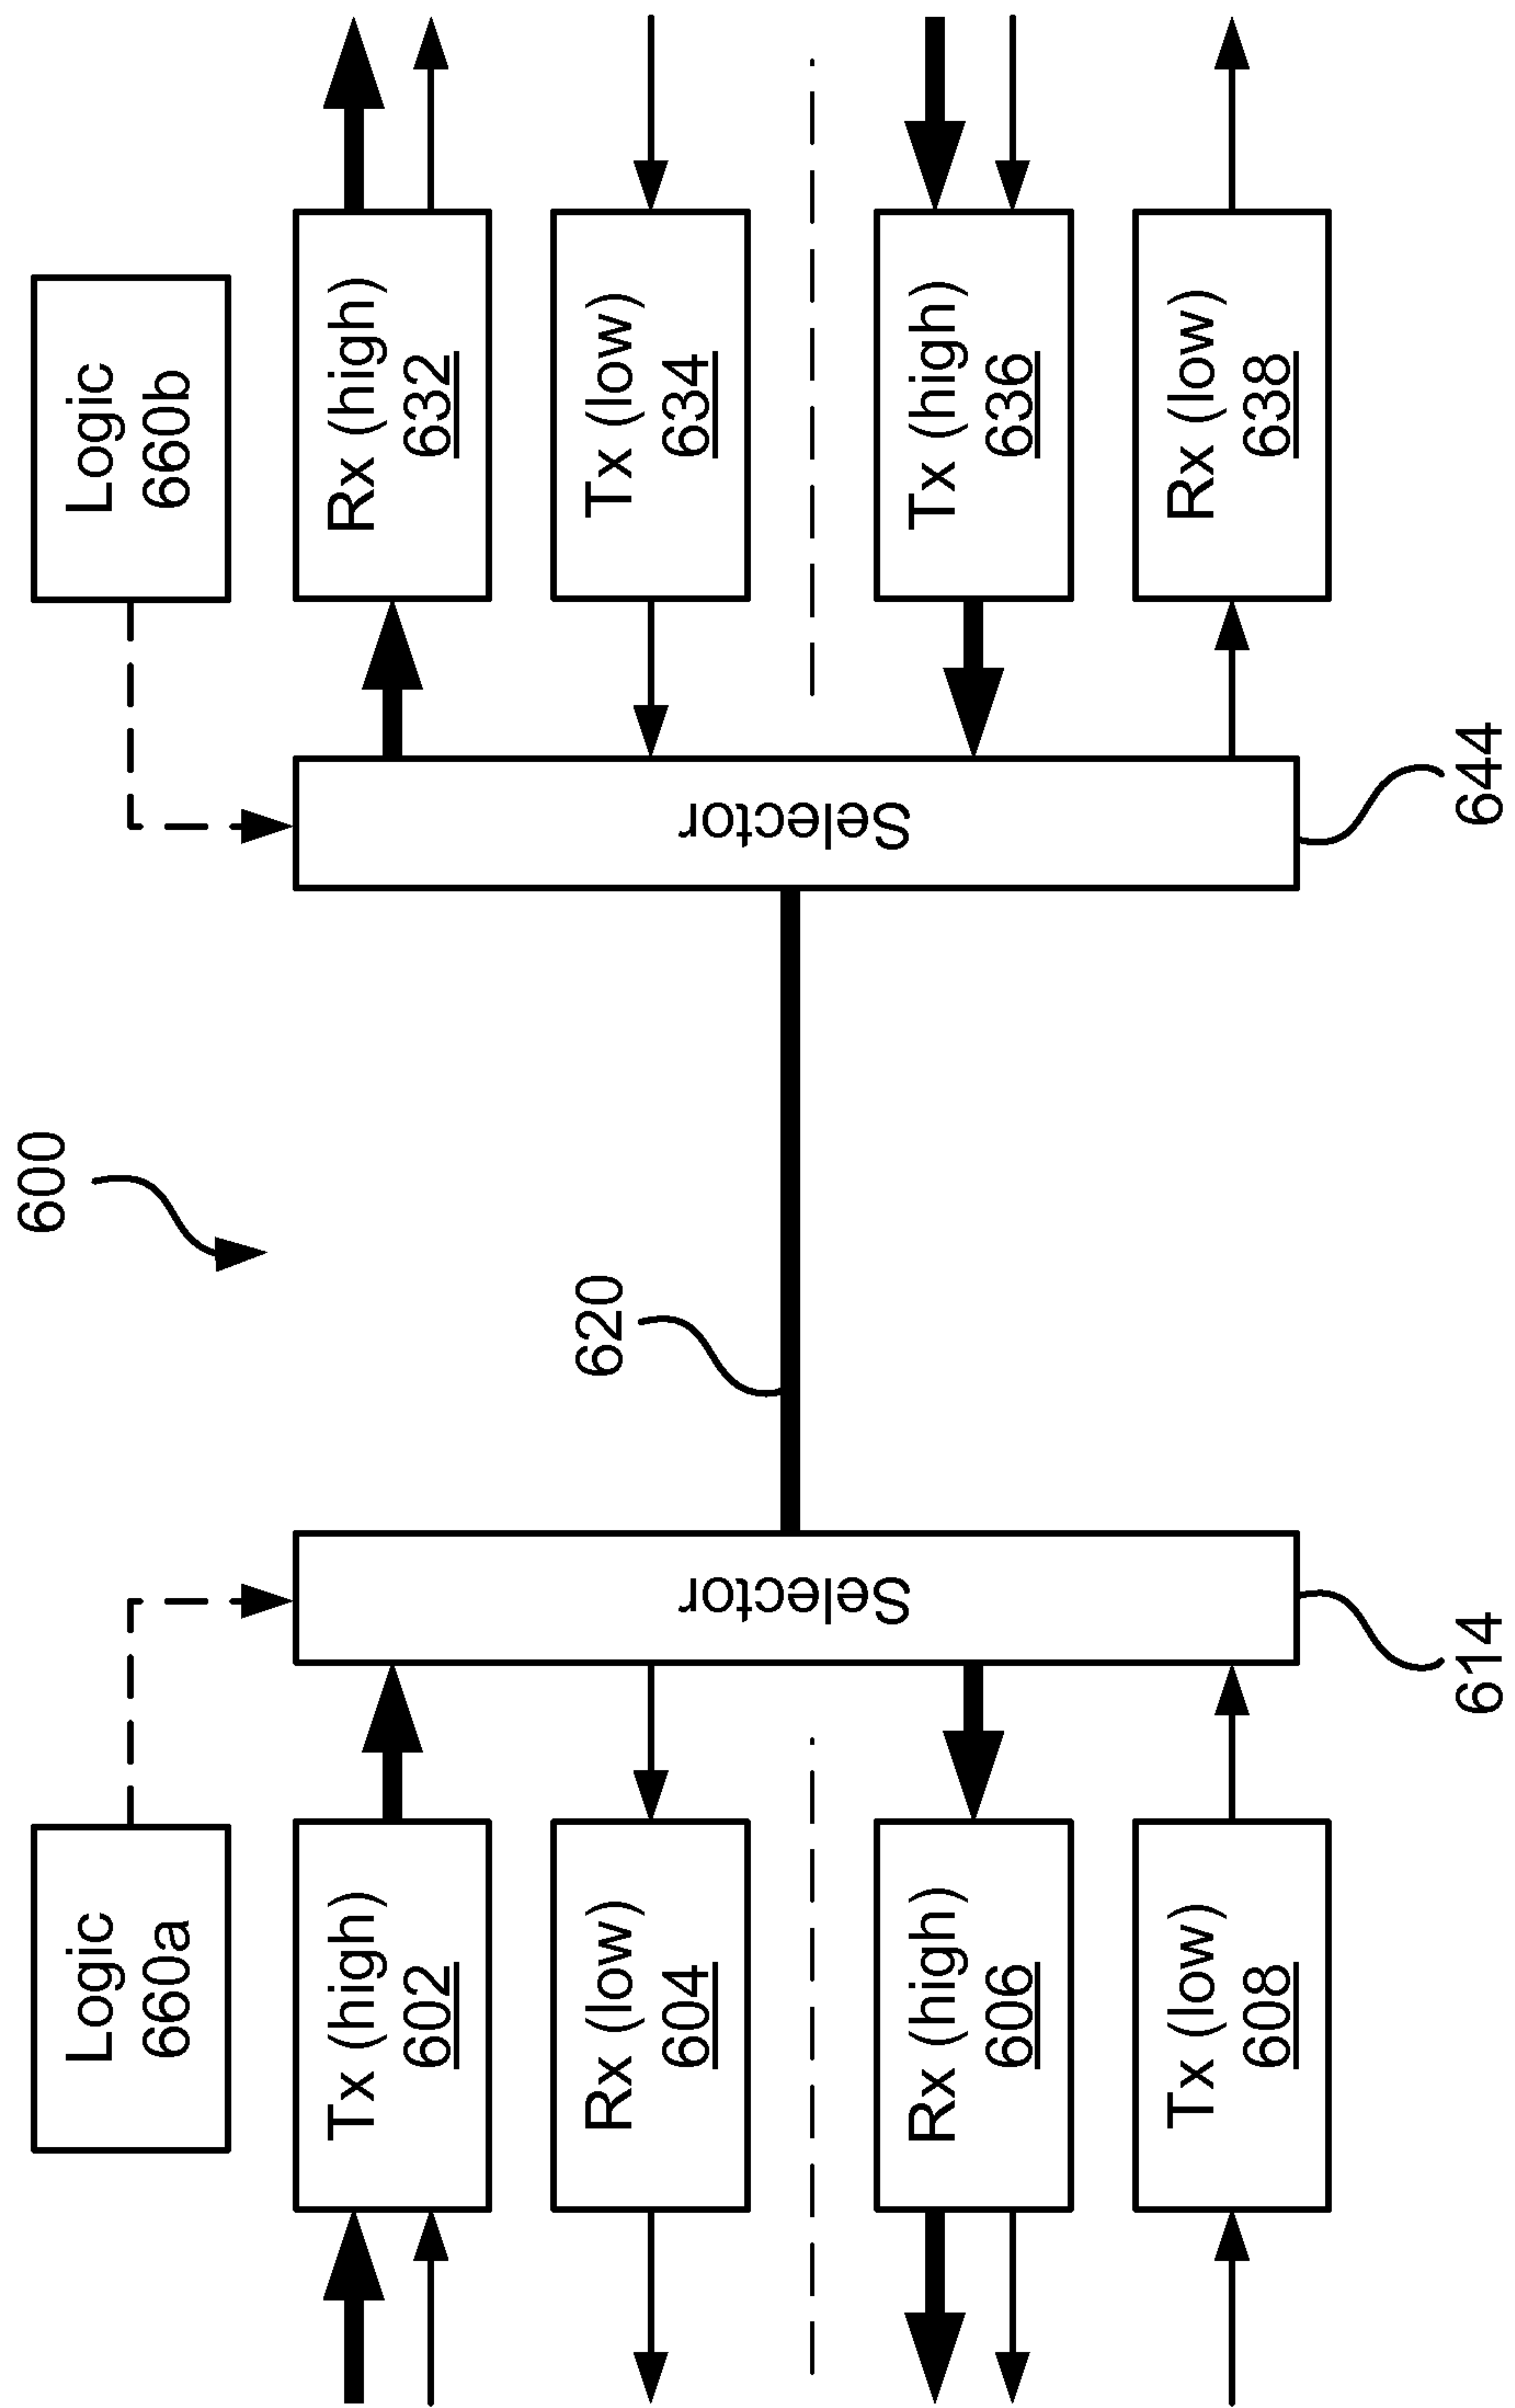 600
Logic
660a
Logic
660b
Tx (high)
602
Rx (high)
632
Rx (low)
604
620
Tx (low)
634
Selector
Selector
Rx (high)
606
Tx (high)
636
Tx (low)
608
Rx (low)
638
614
644